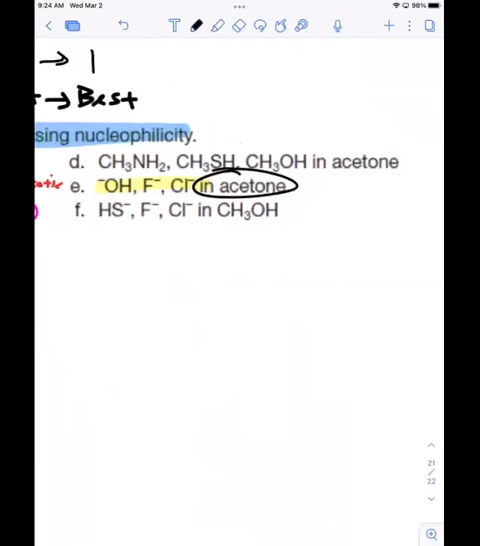 9:24 AM Wed Mar 2
98%
→ 1
→ Best
sing nucleophilicity.
d. CH₃NH₂, CH₃SH, CH₃OH in acetone
e. ⁻OH, F⁻, Cl⁻ in acetone
f. HS⁻, F⁻, Cl⁻ in CH₃OH
21
/
22